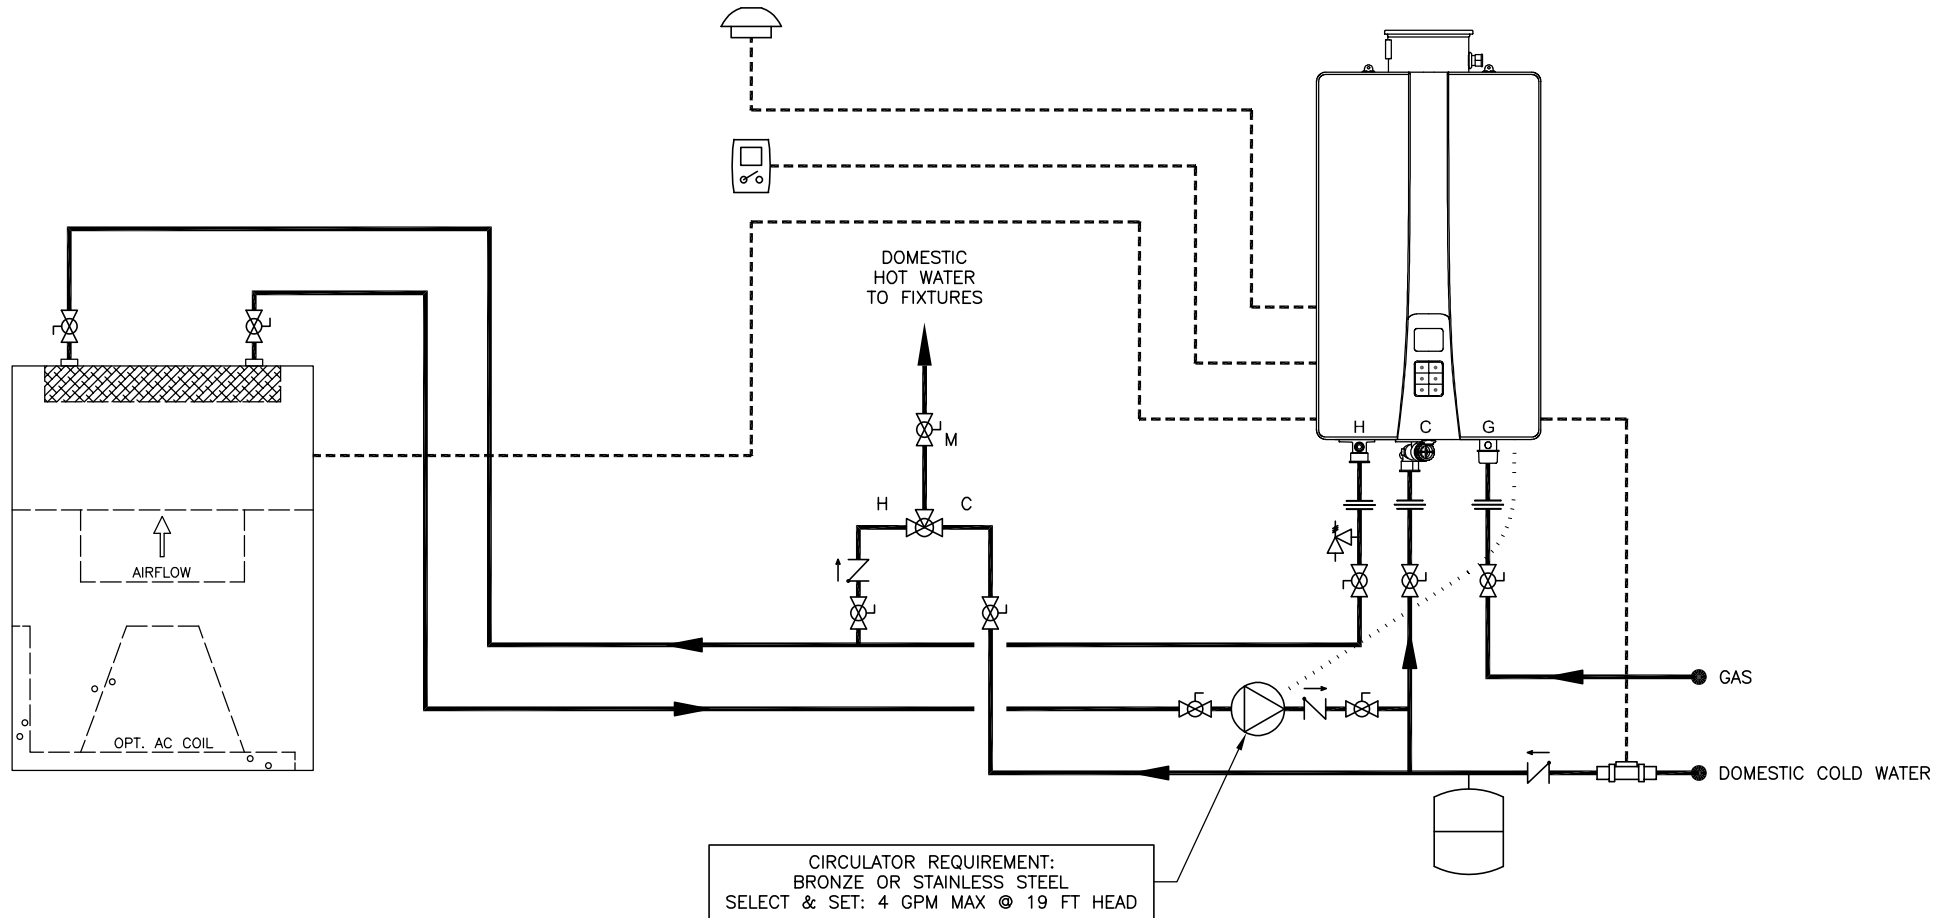 DOMESTIC
HOT WATER
TO FIXTURES
M
H
C
H
C
G
AIRFLOW
OPT. AC COIL
GAS
DOMESTIC COLD WATER
CIRCULATOR REQUIREMENT:
BRONZE OR STAINLESS STEEL
SELECT & SET: 4 GPM MAX @ 19 FT HEAD